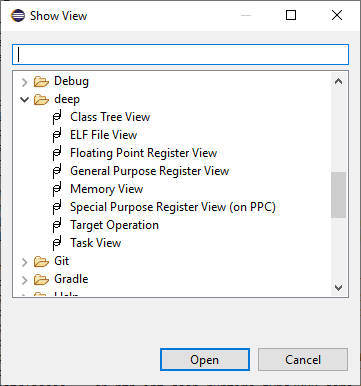 Show View
Debug
deep
Class Tree View
ELF File View
Floating Point Register View
General Purpose Register View
Memory View
Special Purpose Register View (on PPC)
Target Operation
Task View
Git
Gradle
Help
Open
Cancel